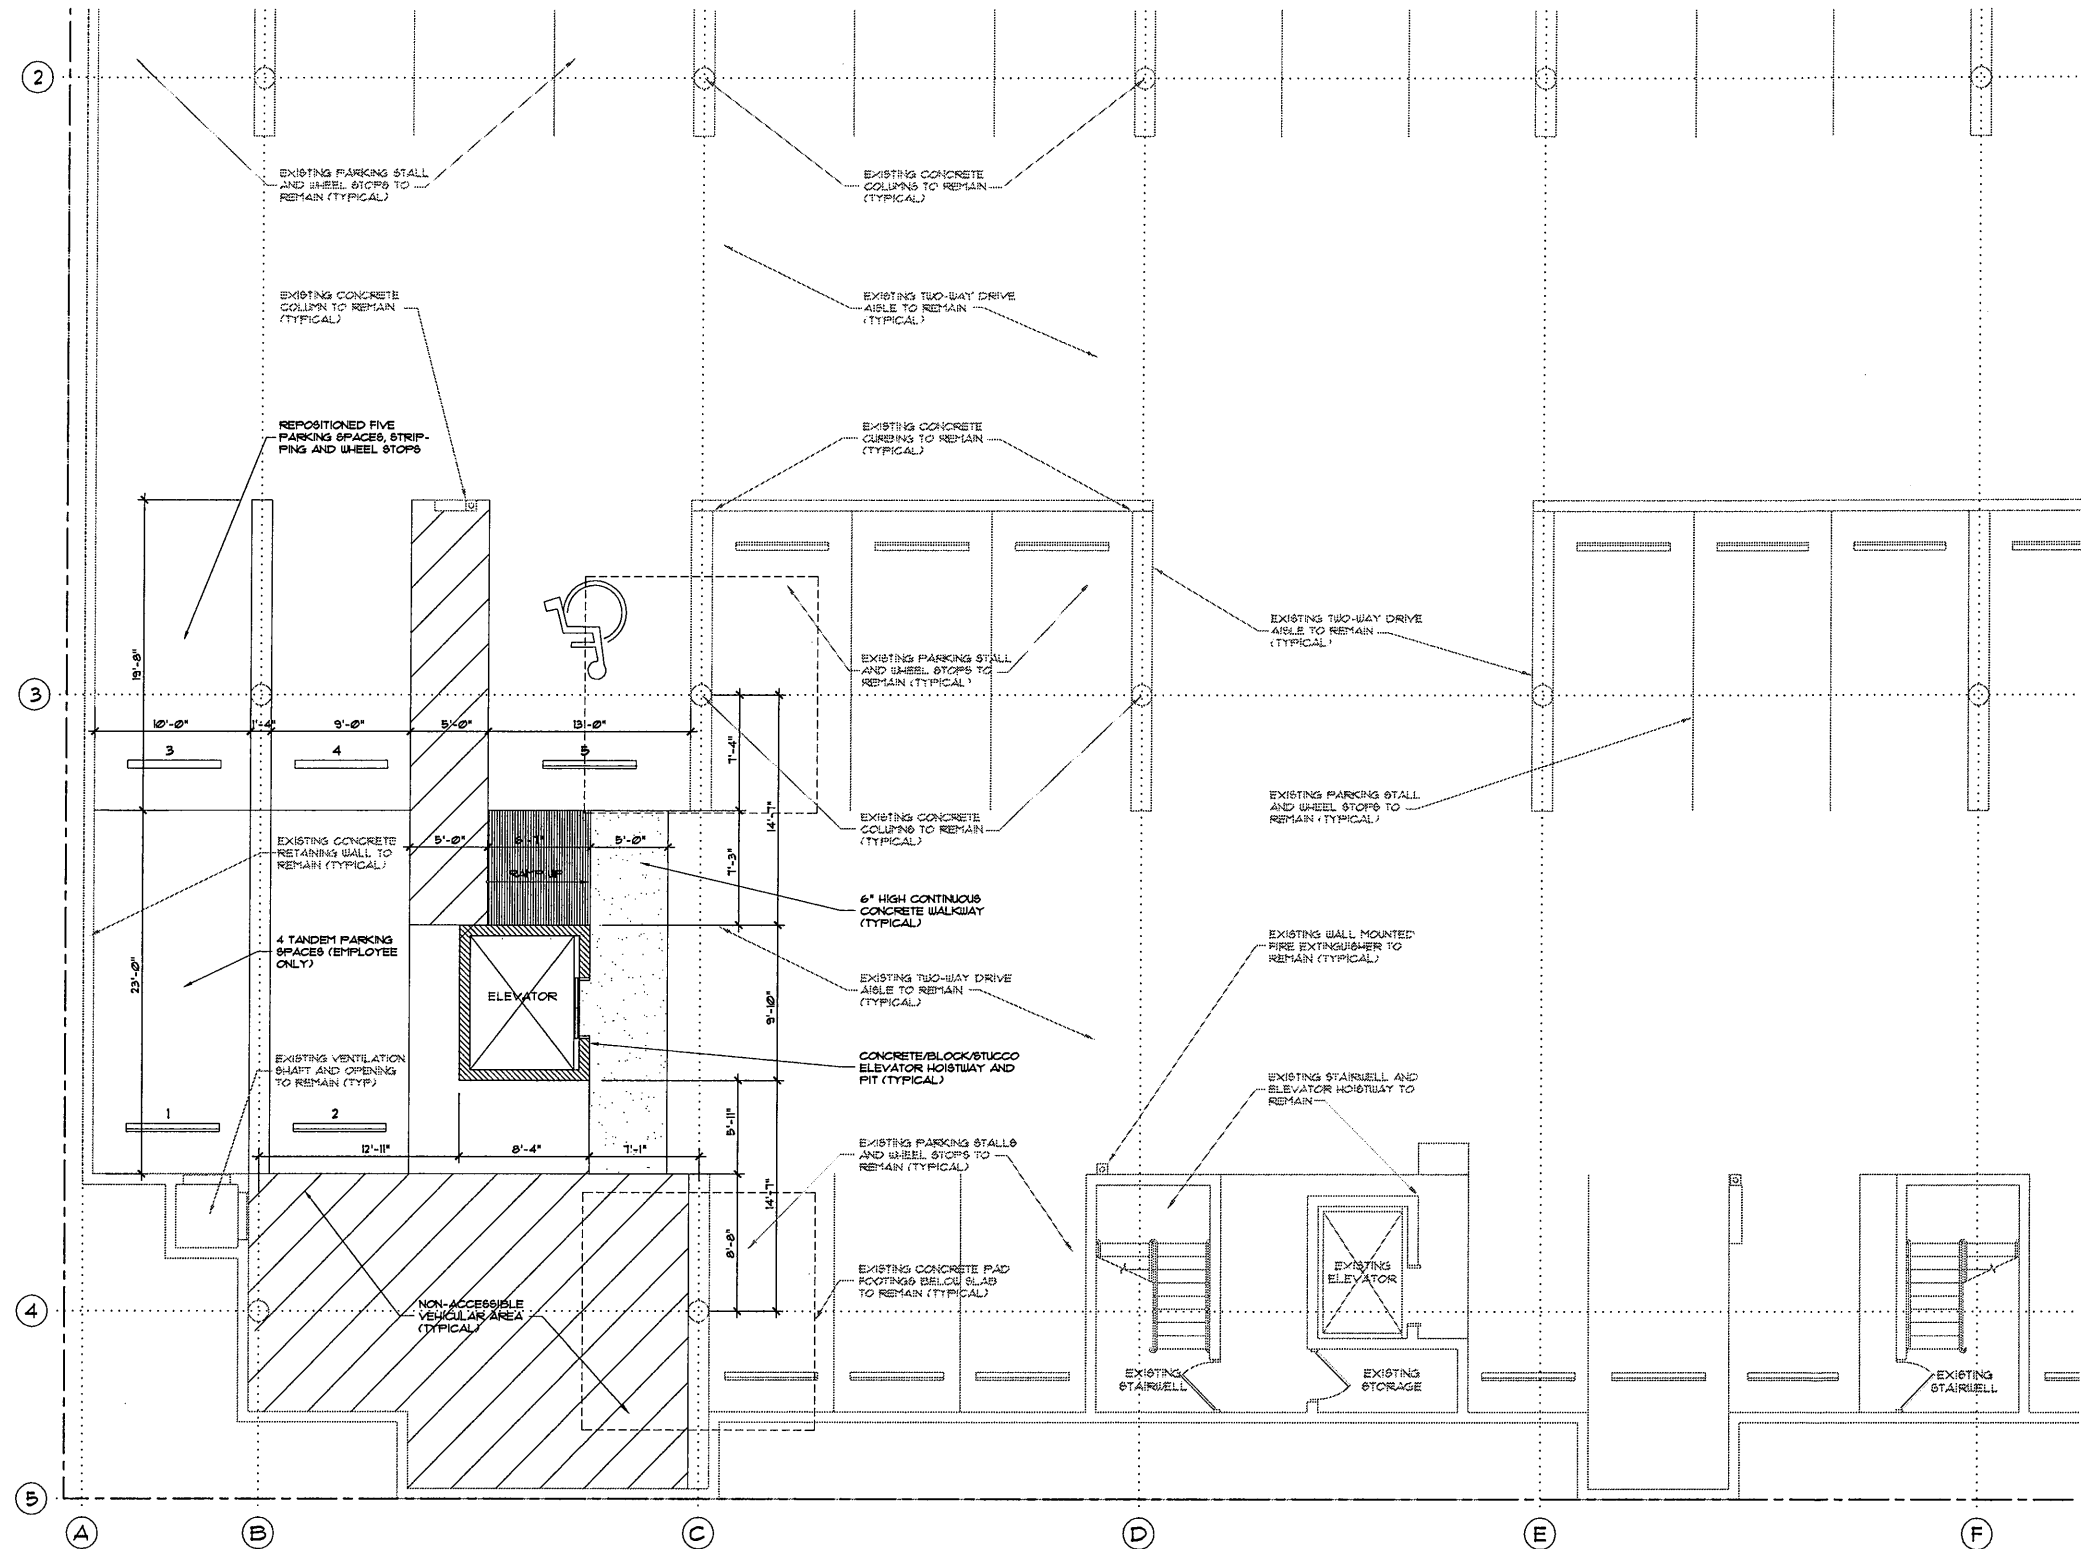 2
EXISTING PARKING STALL
AND WHEEL STOPS TO
REMAIN (TYPICAL)
EXISTING CONCRETE
COLUMNS TO REMAIN
(TYPICAL)
EXISTING CONCRETE
COLUMN TO REMAIN
(TYPICAL)
EXISTING TWO-WAY DRIVE
AISLE TO REMAIN
(TYPICAL)
REPOSITIONED FIVE
PARKING SPACES, STRIP-
PING AND WHEEL STOPS
EXISTING CONCRETE
CURBING TO REMAIN
(TYPICAL)
EXISTING TWO-WAY DRIVE
AISLE TO REMAIN
(TYPICAL)
19'-8"
EXISTING PARKING STALL
AND WHEEL STOPS TO
REMAIN (TYPICAL)
3
10'-0"
1'-4"
9'-0"
5'-0"
13'-0"
7'-4"
3
4
5
14'-7"
EXISTING PARKING STALL
AND WHEEL STOPS TO
REMAIN (TYPICAL)
EXISTING CONCRETE
COLUMNS TO REMAIN
(TYPICAL)
EXISTING CONCRETE
RETAINING WALL TO
REMAIN (TYPICAL)
5'-0"
6'-7"
5'-0"
7'-3"
RAMP UP
6" HIGH CONTINUOUS
CONCRETE WALKWAY
(TYPICAL)
4 TANDEM PARKING
SPACES (EMPLOYEE
ONLY)
23'-0"
EXISTING WALL MOUNTED
FIRE EXTINGUISHER TO
REMAIN (TYPICAL)
EXISTING TWO-WAY DRIVE
AISLE TO REMAIN
(TYPICAL)
ELEVATOR
9'-10"
EXISTING VENTILATION
SHAFT AND OPENING
TO REMAIN (TYP)
CONCRETE/BLOCK/STUCCO
ELEVATOR HOISTWAY AND
PIT (TYPICAL)
EXISTING STAIRWELL AND
ELEVATOR HOISTWAY TO
REMAIN
1
2
5'-11"
12'-11"
8'-4"
7'-1"
EXISTING PARKING STALLS
AND WHEEL STOPS TO
REMAIN (TYPICAL)
14'-7"
8'-8"
EXISTING CONCRETE PAD
FOOTINGS BELOW SLAB
TO REMAIN (TYPICAL)
EXISTING
ELEVATOR
4
NON-ACCESSIBLE
VEHICULAR AREA
(TYPICAL)
EXISTING
STAIRWELL
EXISTING
STORAGE
EXISTING
STAIRWELL
5
A
B
C
D
E
F